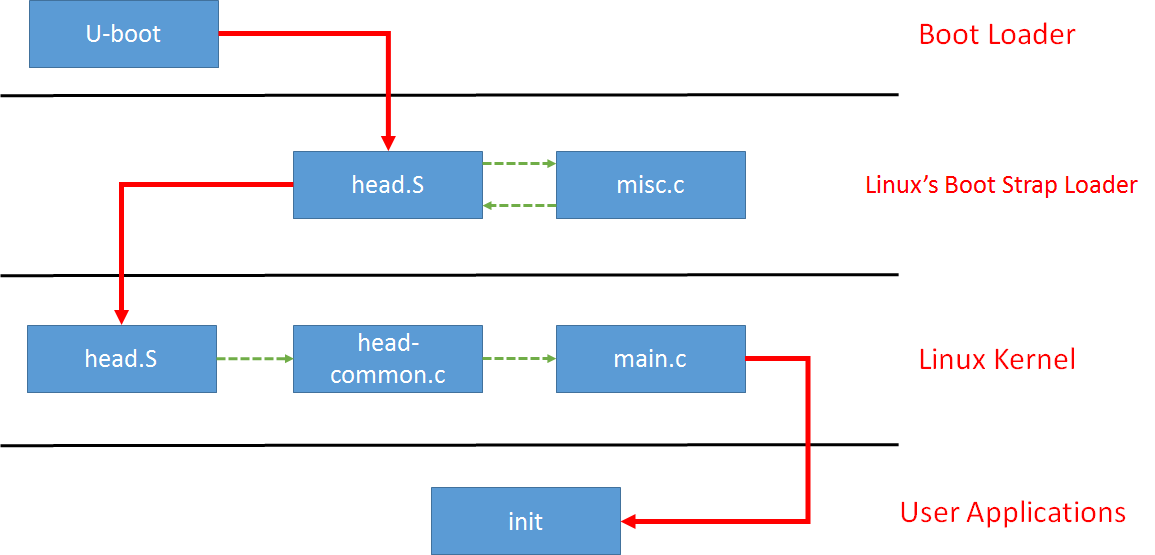 U-boot
Boot Loader
head.S
misc.c
Linux’s Boot Strap Loader
head.S
head-
common.c
main.c
Linux Kernel
init
User Applications